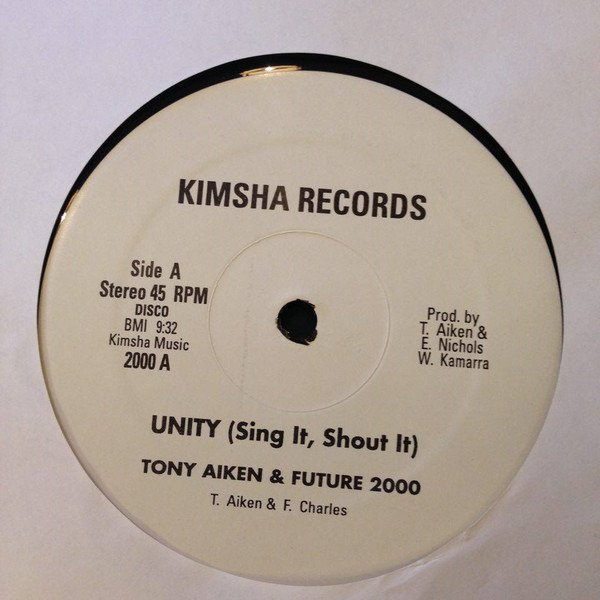 KIMSHA RECORDS
Side A
Stereo 45 RPM
DISCO
BMI 9:32
Kimsha Music
2000 A
Prod. by
T. Aiken &
E. Nichols
W. Kamarra
UNITY (Sing It, Shout It)
TONY AIKEN & FUTURE 2000
T. Aiken & F. Charles